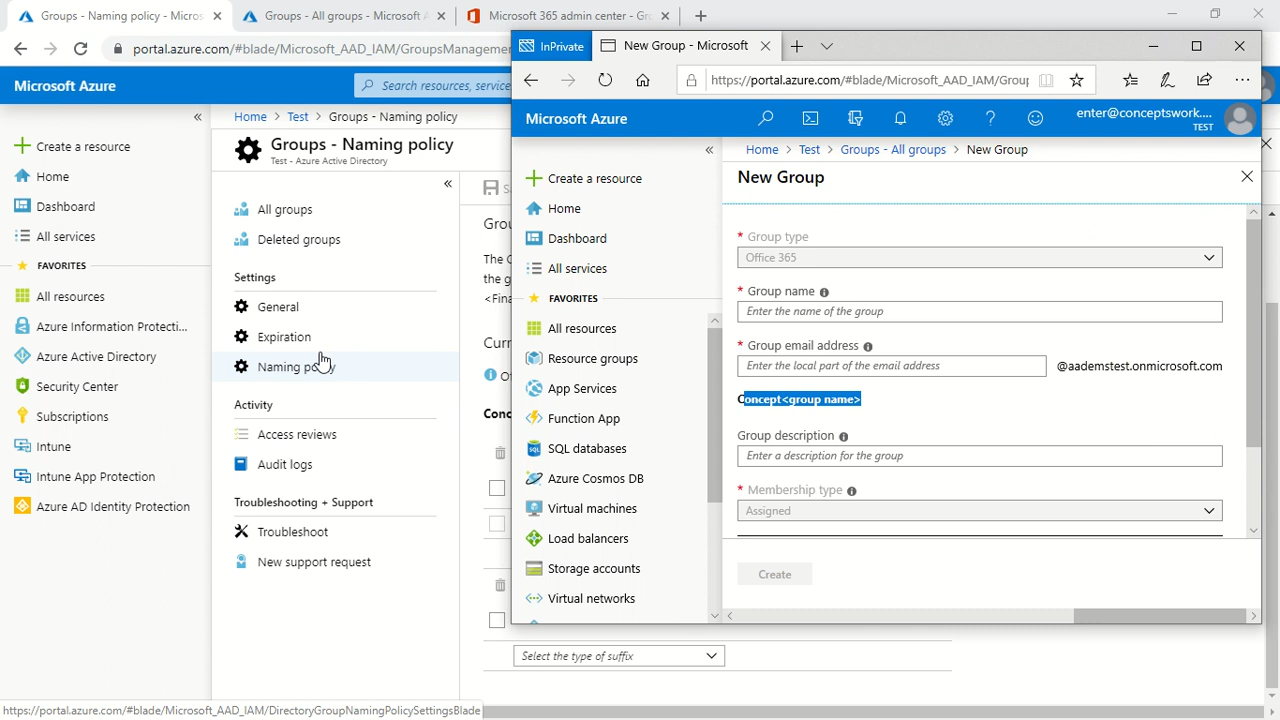 Groups - Naming policy - Micros
Groups - All groups - Microsoft A
Microsoft 365 admin center - Gr
portal.azure.com/#blade/Microsoft_AAD_IAM/GroupsManagemen
Microsoft Azure
Search resources, service
Create a resource
Home
Dashboard
All services
FAVORITES
All resources
Azure Information Protecti...
Azure Active Directory
Security Center
Subscriptions
Intune
Intune App Protection
Azure AD Identity Protection
Home > Test > Groups - Naming policy
Groups - Naming policy
Test - Azure Active Directory
All groups
Deleted groups
Settings
General
Expiration
Naming policy
Activity
Access reviews
Audit logs
Troubleshooting + Support
Troubleshoot
New support request
S
Grou
The G
the g
<Fina
Curr
Of
Conc
Select the type of suffix
https://portal.azure.com/#blade/Microsoft_AAD_IAM/DirectoryGroupNamingPolicySettingsBlade
InPrivate
New Group - Microsoft
https://portal.azure.com/#blade/Microsoft_AAD_IAM/Group
Microsoft Azure
enter@conceptswork....
TEST
Create a resource
Home
Dashboard
All services
FAVORITES
All resources
Resource groups
App Services
Function App
SQL databases
Azure Cosmos DB
Virtual machines
Load balancers
Storage accounts
Virtual networks
Home > Test > Groups - All groups > New Group
New Group
* Group type
Office 365
* Group name
Enter the name of the group
* Group email address
Enter the local part of the email address
@aademstest.onmicrosoft.com
Concept<group name>
Group description
Enter a description for the group
* Membership type
Assigned
Create